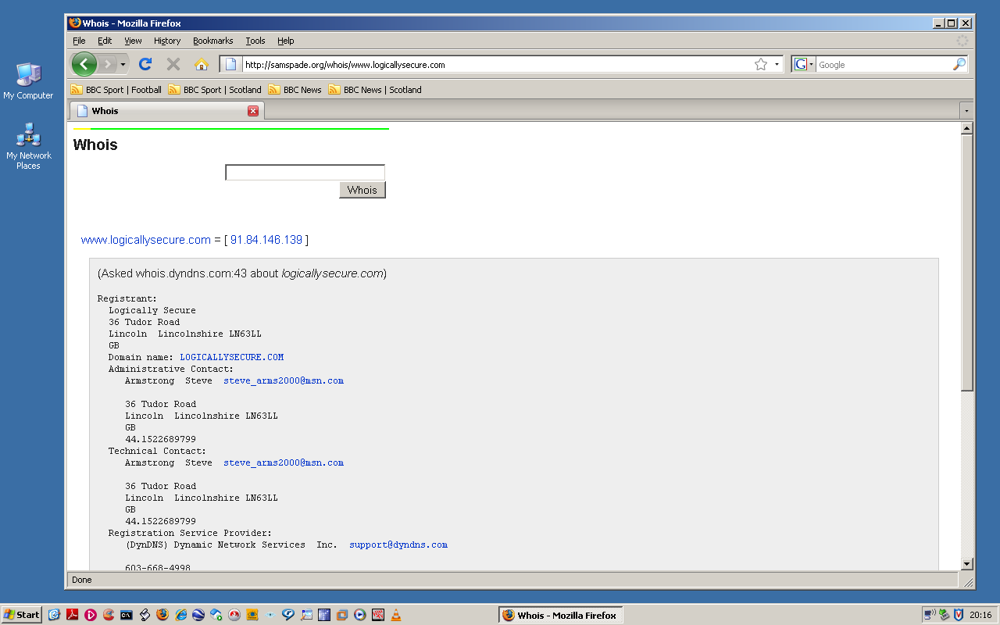 Whois - Mozilla Firefox
File Edit View History Bookmarks Tools Help
http://samspade.org/whois/www.logicallysecure.com
G Google
BBC Sport | Football BBC Sport | Scotland BBC News BBC News | Scotland
Whois
My Computer
My Network
Places
Whois
Whois
www.logicallysecure.com = [ 91.84.146.139 ]
(Asked whois.dyndns.com:43 about logicallysecure.com)
Registrant:
Logically Secure
36 Tudor Road
Lincoln Lincolnshire LN63LL
GB
Domain name: LOGICALLYSECURE.COM
Administrative Contact:
Armstrong Steve steve_arms2000@msn.com
36 Tudor Road
Lincoln Lincolnshire LN63LL
GB
44.1522689799
Technical Contact:
Armstrong Steve steve_arms2000@msn.com
36 Tudor Road
Lincoln Lincolnshire LN63LL
GB
44.1522689799
Registration Service Provider:
(DynDNS) Dynamic Network Services Inc. support@dyndns.com
603-668-4998
Done
Start Whois - Mozilla Firefox 20:16